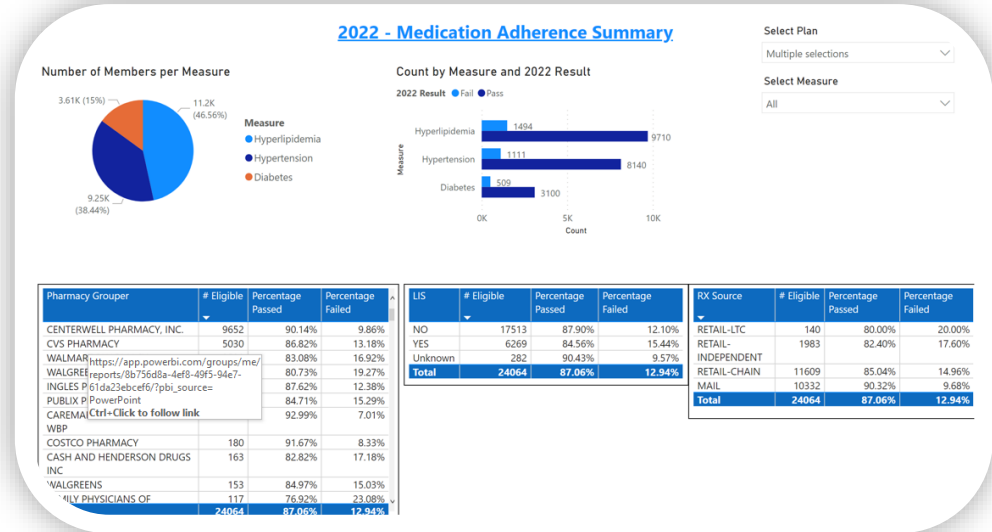 2022 - Medication Adherence Summary
Select Plan
Multiple selections
Select Measure
All
Number of Members per Measure
3.61K (15%)
11.2K
(46.56%)
9.25K
(38.44%)
Measure
Hyperlipidemia
Hypertension
Diabetes
Count by Measure and 2022 Result
2022 Result Fail Pass
Measure
Hyperlipidemia 1494 9710
Hypertension 1111 8140
Diabetes 509 3100
0K 5K 10K
Count
Pharmacy Grouper # Eligible Percentage Passed Percentage Failed
CENTERWELL PHARMACY, INC. 9652 90.14% 9.86%
CVS PHARMACY 5030 86.82% 13.18%
WALMAR 83.08% 16.92%
WALGRE 80.73% 19.27%
INGLES P 87.62% 12.38%
PUBLIX P 84.71% 15.29%
CAREMA 92.99% 7.01%
WBP
https://app.powerbi.com/groups/me/
reports/8b756d8a-4ef8-49f5-94e7-
61da23ebcef6/?pbi_source=
PowerPoint
Ctrl+Click to follow link
COSTCO PHARMACY 180 91.67% 8.33%
CASH AND HENDERSON DRUGS 163 82.82% 17.18%
INC
WALGREENS 153 84.97% 15.03%
MILY PHYSICIANS OF 117 76.92% 23.08%
24064 87.06% 12.94%
LIS # Eligible Percentage Passed Percentage Failed
NO 17513 87.90% 12.10%
YES 6269 84.56% 15.44%
Unknown 282 90.43% 9.57%
Total 24064 87.06% 12.94%
RX Source # Eligible Percentage Passed Percentage Failed
RETAIL-LTC 140 80.00% 20.00%
RETAIL- 1983 82.40% 17.60%
INDEPENDENT
RETAIL-CHAIN 11609 85.04% 14.96%
MAIL 10332 90.32% 9.68%
Total 24064 87.06% 12.94%